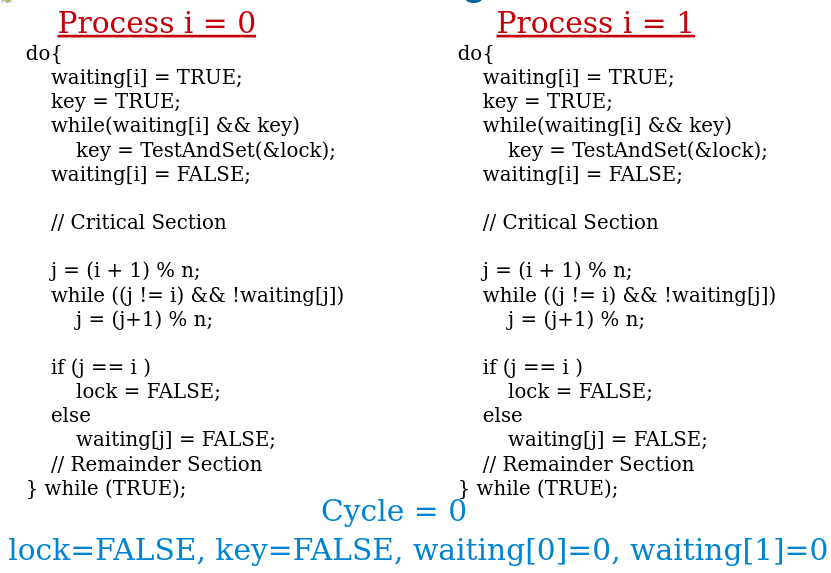 Process i = 0
do{
waiting[i] = TRUE;
key = TRUE;
while(waiting[i] && key)
key = TestAndSet(&lock);
waiting[i] = FALSE;
// Critical Section
j = (i + 1) % n;
while ((j != i) && !waiting[j])
j = (j+1) % n;
if (j == i )
lock = FALSE;
else
waiting[j] = FALSE;
// Remainder Section
} while (TRUE);
Process i = 1
do{
waiting[i] = TRUE;
key = TRUE;
while(waiting[i] && key)
key = TestAndSet(&lock);
waiting[i] = FALSE;
// Critical Section
j = (i + 1) % n;
while ((j != i) && !waiting[j])
j = (j+1) % n;
if (j == i )
lock = FALSE;
else
waiting[j] = FALSE;
// Remainder Section
} while (TRUE);
Cycle = 0
lock=FALSE, key=FALSE, waiting[0]=0, waiting[1]=0